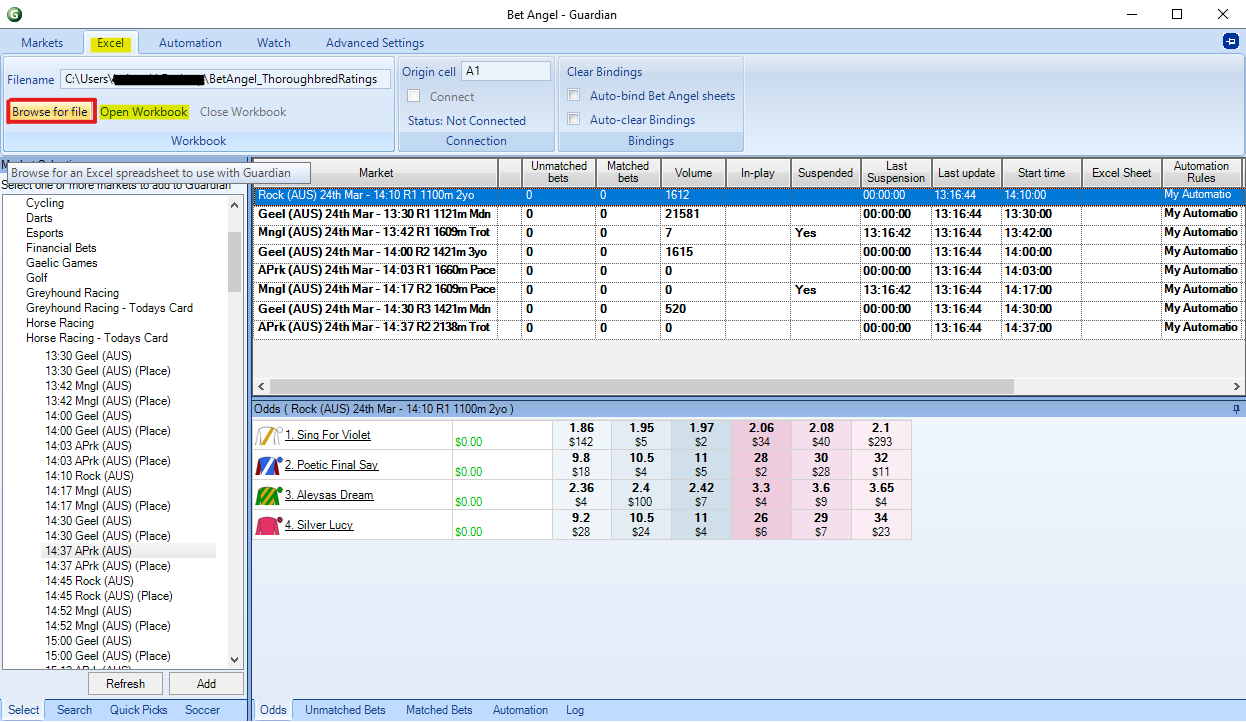 G Bet Angel - Guardian
Markets Excel Automation Watch Advanced Settings
Filename C:\Users\ \BetAngel_ThoroughbredRatings
Browse for file Open Workbook Close Workbook
Workbook
Origin cell A1
Connect
Status: Not Connected
Connection
Clear Bindings
Auto-bind Bet Angel sheets
Auto-clear Bindings
Bindings
Browse for an Excel spreadsheet to use with Guardian
Select one or more markets to add to Guardian
Cycling
Darts
Esports
Financial Bets
Gaelic Games
Golf
Greyhound Racing
Greyhound Racing - Todays Card
Horse Racing
Horse Racing - Todays Card
13:30 Geel (AUS)
13:30 Geel (AUS) (Place)
13:42 Mngl (AUS)
13:42 Mngl (AUS) (Place)
14:00 Geel (AUS)
14:00 Geel (AUS) (Place)
14:03 APrk (AUS)
14:03 APrk (AUS) (Place)
14:10 Rock (AUS)
14:17 Mngl (AUS)
14:17 Mngl (AUS) (Place)
14:30 Geel (AUS)
14:30 Geel (AUS) (Place)
14:37 APrk (AUS)
14:37 APrk (AUS) (Place)
14:45 Rock (AUS)
14:45 Rock (AUS) (Place)
14:52 Mngl (AUS)
14:52 Mngl (AUS) (Place)
15:00 Geel (AUS)
15:00 Geel (AUS) (Place)
Refresh Add
Select Search Quick Picks Soccer
Market Unmatched bets Matched bets Volume In-play Suspended Last Suspension Last update Start time Excel Sheet Automation Rules
Rock (AUS) 24th Mar - 14:10 R1 1100m 2yo 0 0 1612 00:00:00 13:16:44 14:10:00 My Automatio
Geel (AUS) 24th Mar - 13:30 R1 1121m Mdn 0 0 21581 00:00:00 13:16:44 13:30:00 My Automatio
Mngl (AUS) 24th Mar - 13:42 R1 1609m Trot 0 0 7 Yes 13:16:42 13:16:44 13:42:00 My Automatio
Geel (AUS) 24th Mar - 14:00 R2 1421m 3yo 0 0 1615 00:00:00 13:16:44 14:00:00 My Automatio
APrk (AUS) 24th Mar - 14:03 R1 1660m Pace 0 0 0 00:00:00 13:16:44 14:03:00 My Automatio
Mngl (AUS) 24th Mar - 14:17 R2 1609m Pace 0 0 0 Yes 13:16:42 13:16:44 14:17:00 My Automatio
Geel (AUS) 24th Mar - 14:30 R3 1421m Mdn 0 0 520 00:00:00 13:16:44 14:30:00 My Automatio
APrk (AUS) 24th Mar - 14:37 R2 2138m Trot 0 0 0 00:00:00 13:16:44 14:37:00 My Automatio
Odds ( Rock (AUS) 24th Mar - 14:10 R1 1100m 2yo )
1. Sing For Violet $0.00 1.86 1.95 1.97 2.06 2.08 2.1
$142 $5 $2 $34 $40 $293
2. Poetic Final Say $0.00 9.8 10.5 11 28 30 32
$18 $4 $5 $2 $28 $11
3. Aleysas Dream $0.00 2.36 2.4 2.42 3.3 3.6 3.65
$4 $100 $7 $4 $9 $4
4. Silver Lucy $0.00 9.2 10.5 11 26 29 34
$28 $24 $4 $6 $7 $23
Odds Unmatched Bets Matched Bets Automation Log